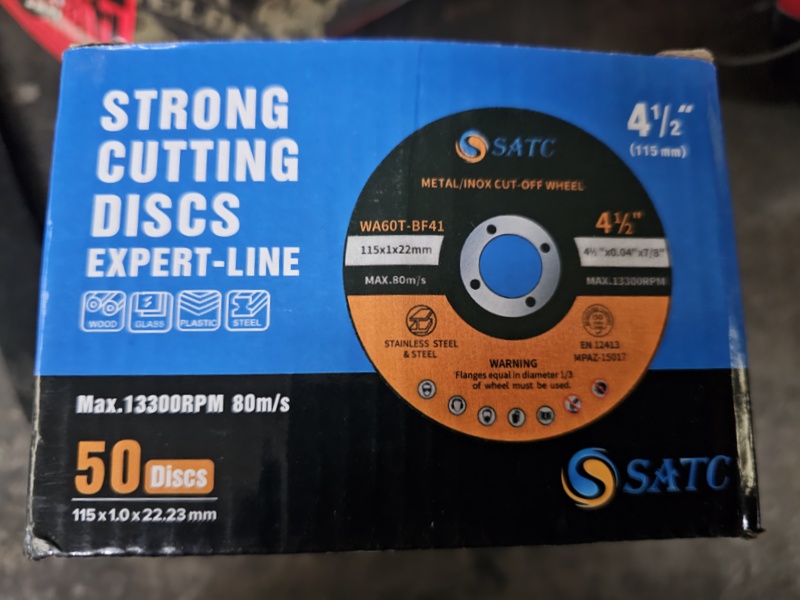 STRONG
CUTTING
DISCS
EXPERT-LINE
WOOD GLASS PLASTIC STEEL
Max.13300RPM 80m/s
50 Discs
115 x 1.0 x 22.23 mm
4 1/2"
(115 mm)
SATC
METAL/INOX CUT-OFF WHEEL
WA60T-BF41
4½"
115x1x22mm
4½"x0.04"x7/8"
MAX.80m/s
MAX.13300RPM
STAINLESS STEEL
& STEEL
EN 12413
MPAZ-15017
WARNING
Flanges equal in diameter 1/3
of wheel must be used.
SATC